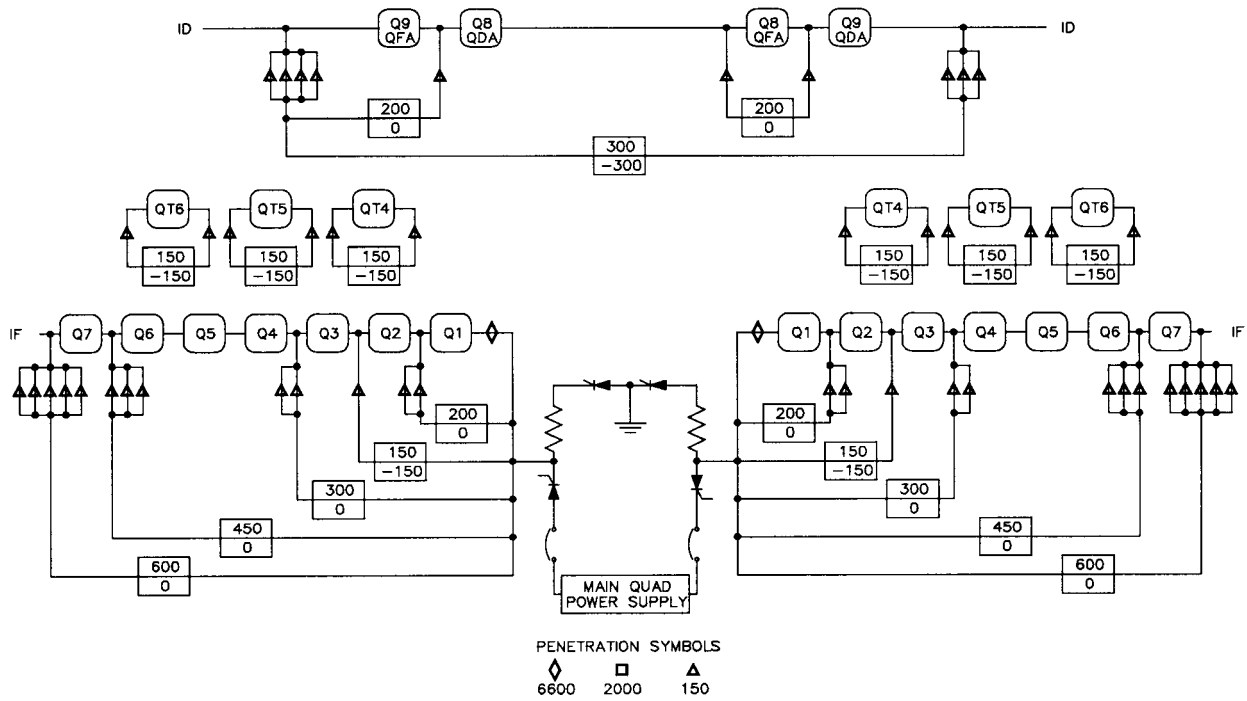 ID Q9 QFA Q8 QDA Q8 QFA Q9 QDA ID
200 0 200 0
300 -300
QT6 QT5 QT4 QT4 QT5 QT6
150 -150 150 -150 150 -150 150 -150 150 -150 150 -150
IF Q7 Q6 Q5 Q4 Q3 Q2 Q1 Q1 Q2 Q3 Q4 Q5 Q6 Q7 IF
200 0 200 0
150 -150 150 -150
300 0 300 0
450 0 450 0
600 0 600 0
MAIN QUAD
POWER SUPPLY
PENETRATION SYMBOLS
6600 2000 150